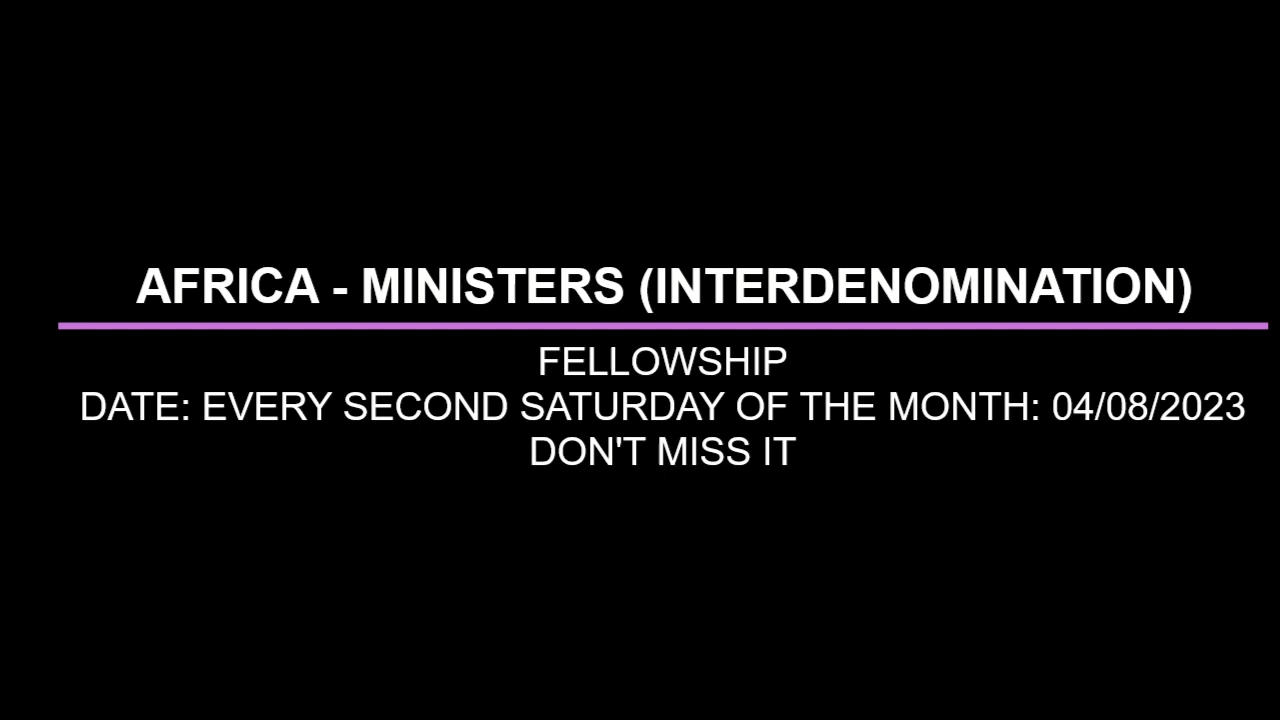 AFRICA - MINISTERS (INTERDENOMINATION)
FELLOWSHIP
DATE: EVERY SECOND SATURDAY OF THE MONTH: 04/08/2023
DON'T MISS IT